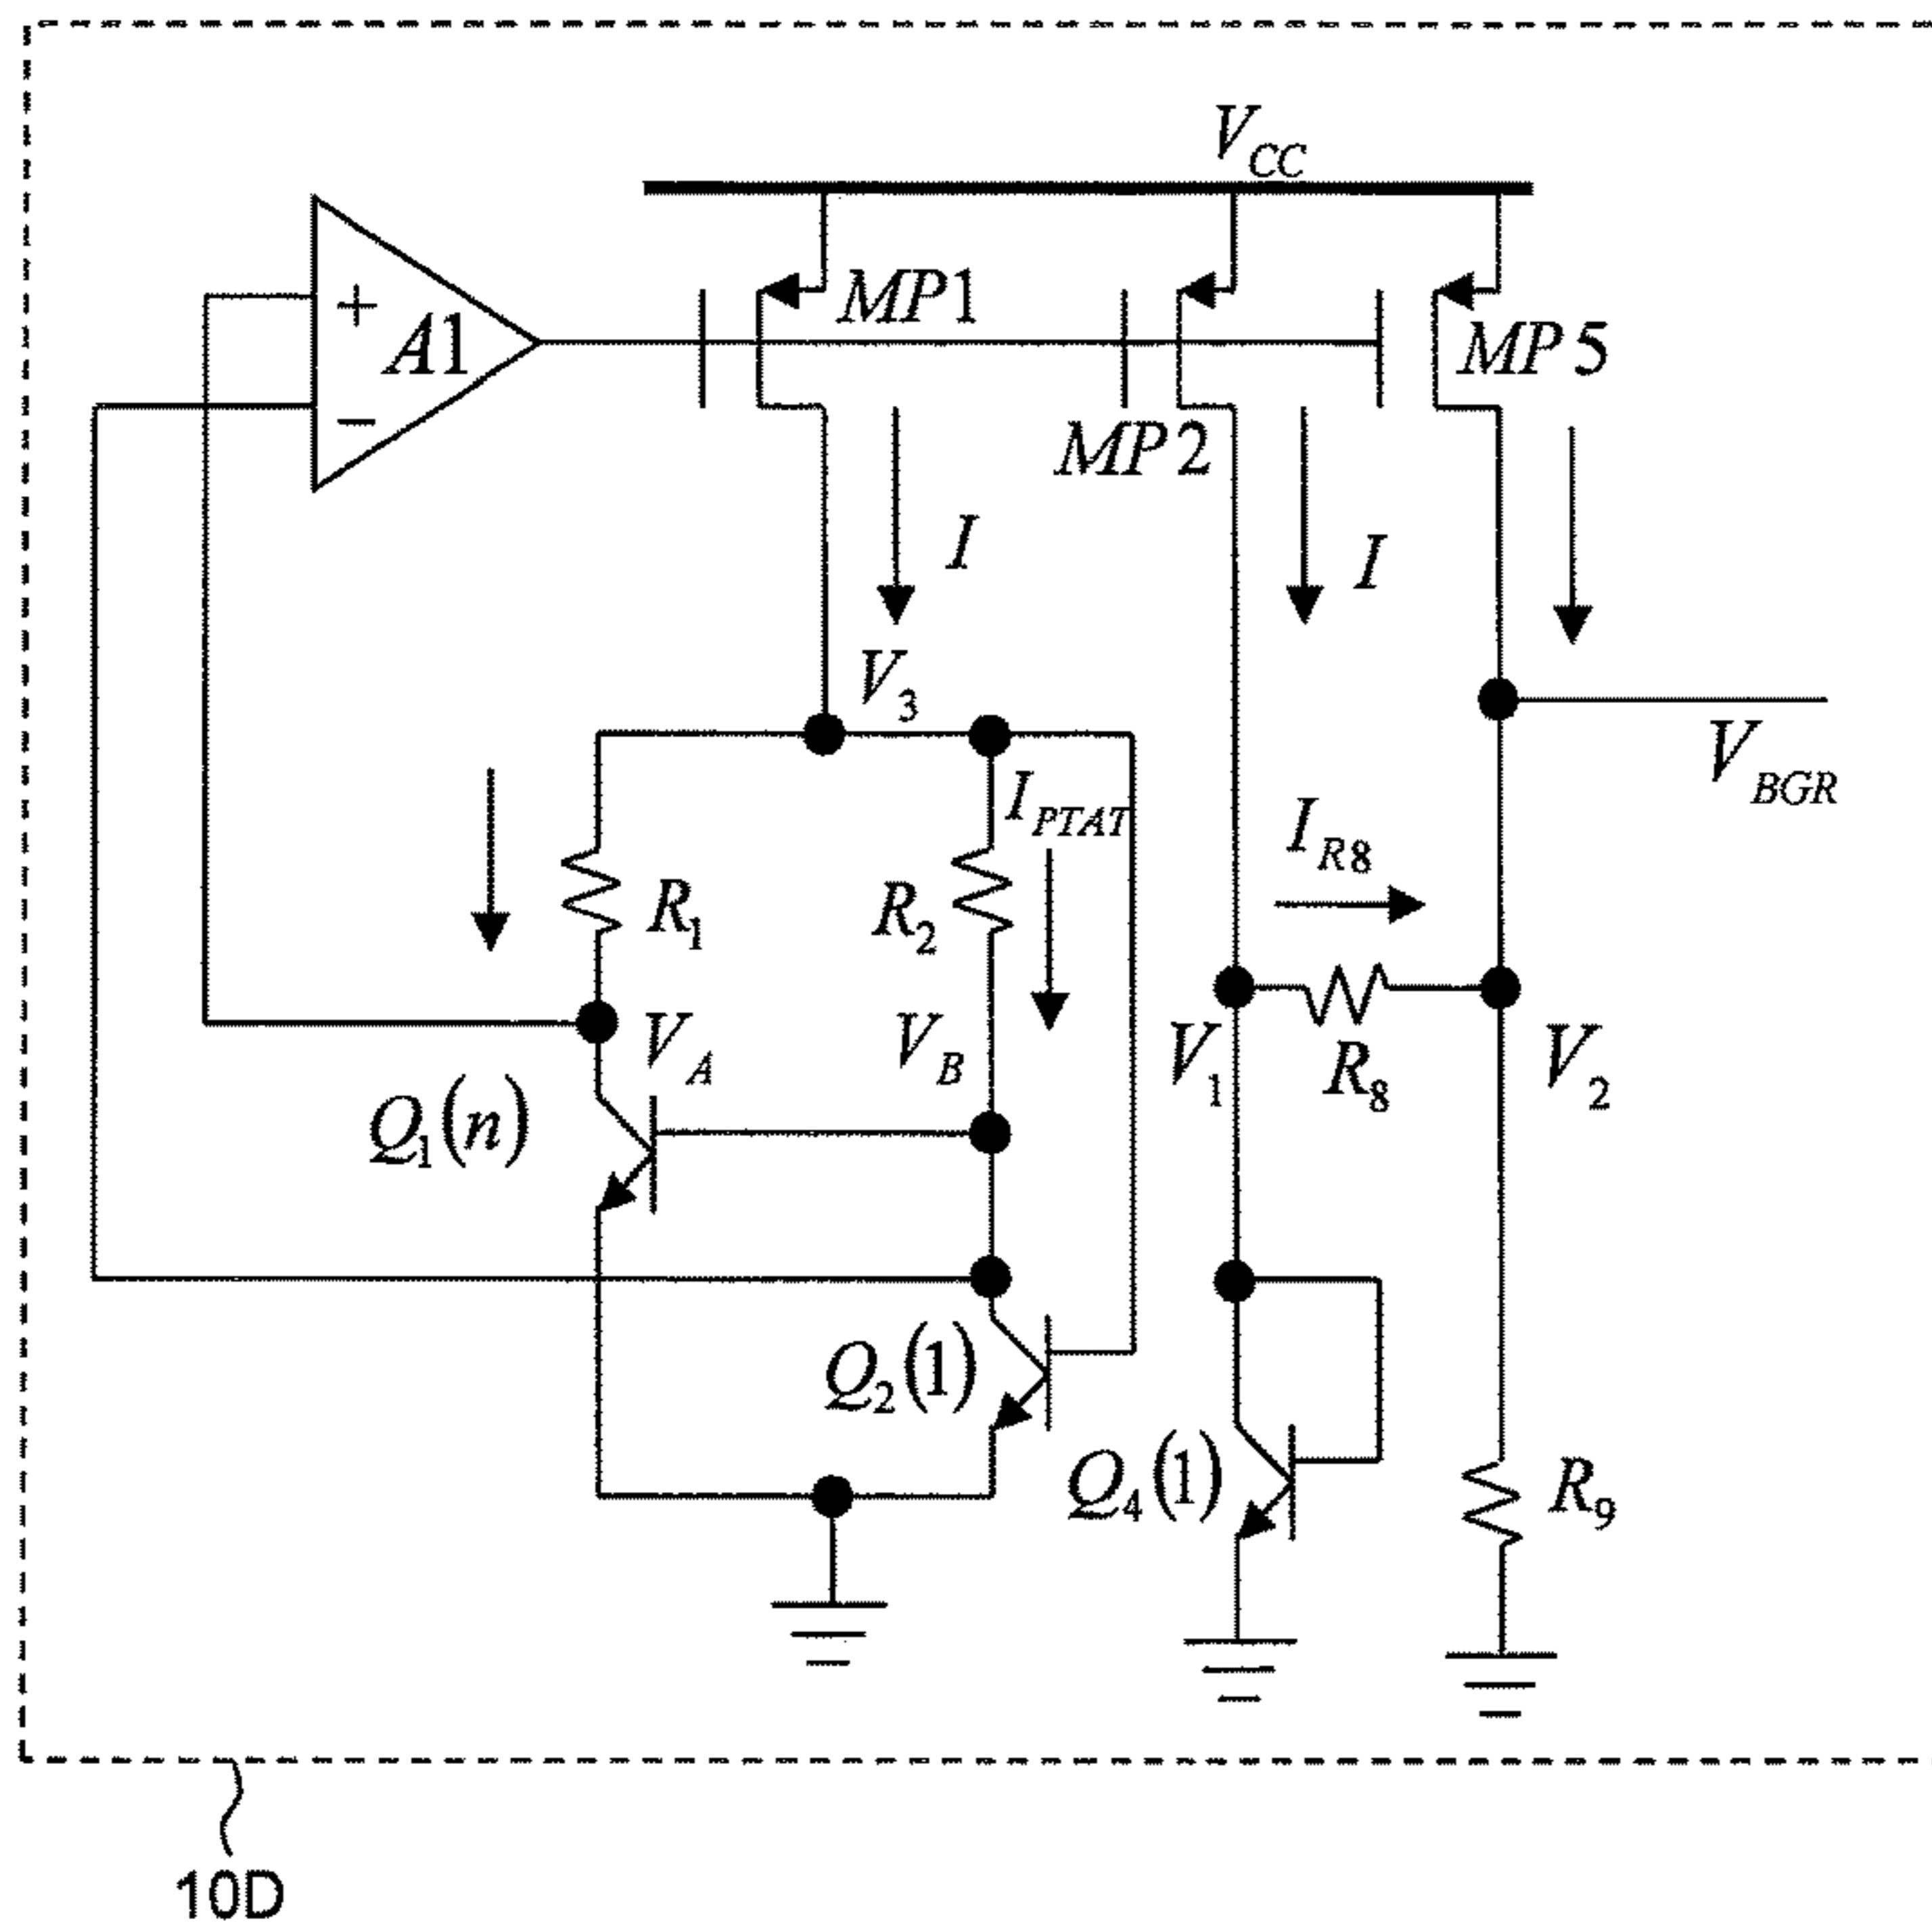 V_CC
+
A1
−
MP1
MP2
MP5
I
I
V_3
V_BGR
I_PTAT
I_R8
R_1
R_2
V_A
V_B
V_1
R_8
V_2
Q_1(n)
Q_2(1)
Q_4(1)
R_9
10D